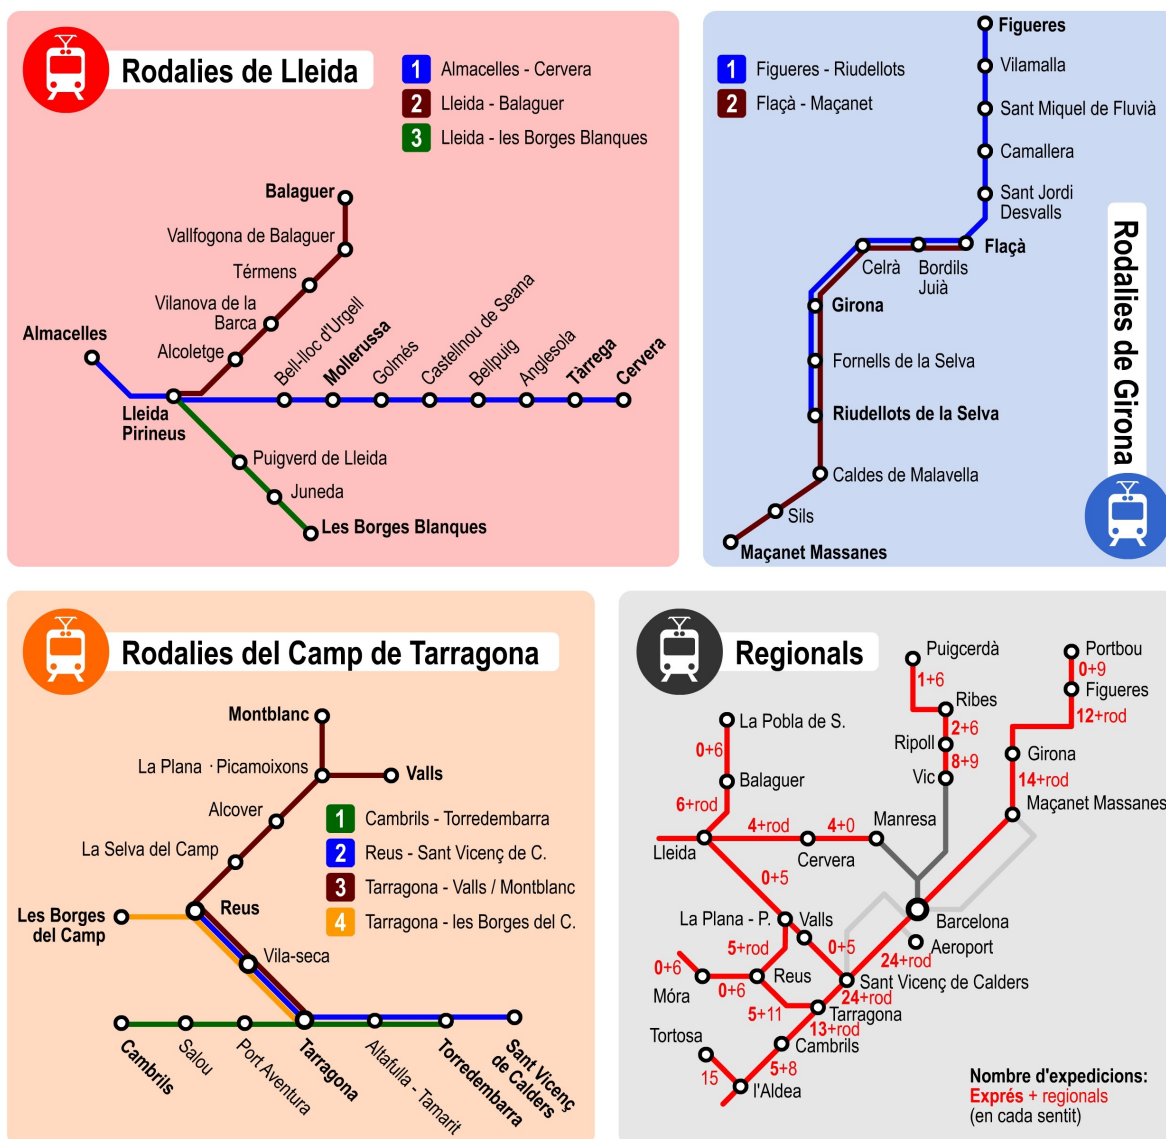 Rodalies de Lleida
1 Almacelles - Cervera
2 Lleida - Balaguer
3 Lleida - les Borges Blanques
Balaguer
Vallfogona de Balaguer
Térmens
Vilanova de la
Barca
Alcoletge
Almacelles
Lleida
Pirineus
Bell-lloc d'Urgell
Mollerussa
Golmés
Castellnou de Seana
Bellpuig
Anglesola
Tàrrega
Cervera
Puigverd de Lleida
Juneda
Les Borges Blanques
1 Figueres - Riudellots
2 Flaçà - Maçanet
Figueres
Vilamalla
Sant Miquel de Fluvià
Camallera
Sant Jordi
Desvalls
Flaçà
Bordils
Juià
Celrà
Girona
Fornells de la Selva
Riudellots de la Selva
Caldes de Malavella
Sils
Maçanet Massanes
Rodalies de Girona
Rodalies del Camp de Tarragona
Montblanc
La Plana · Picamoixons
Valls
Alcover
La Selva del Camp
1 Cambrils - Torredembarra
2 Reus - Sant Vicenç de C.
3 Tarragona - Valls / Montblanc
4 Tarragona - les Borges del C.
Les Borges
del Camp
Reus
Vila-seca
Cambrils
Salou
Port Aventura
Tarragona
Altafulla - Tamarit
Torredembarra
Sant Vicenç
de Calders
Regionals
Puigcerdà
1+6
Ribes
2+6
Ripoll
8+9
Vic
Portbou
0+9
Figueres
12+rod
Girona
14+rod
Maçanet Massanes
La Pobla de S.
0+6
Balaguer
6+rod
Lleida
4+rod
Cervera
4+0
Manresa
0+5
La Plana - P.
Valls
0+5
Barcelona
Aeroport
24+rod
Sant Vicenç de Calders
24+rod
5+rod
Reus
0+6
Móra
0+6
5+11
Tarragona
13+rod
Cambrils
5+8
Tortosa
15
l'Aldea
Nombre d'expedicions:
Exprés + regionals
(en cada sentit)